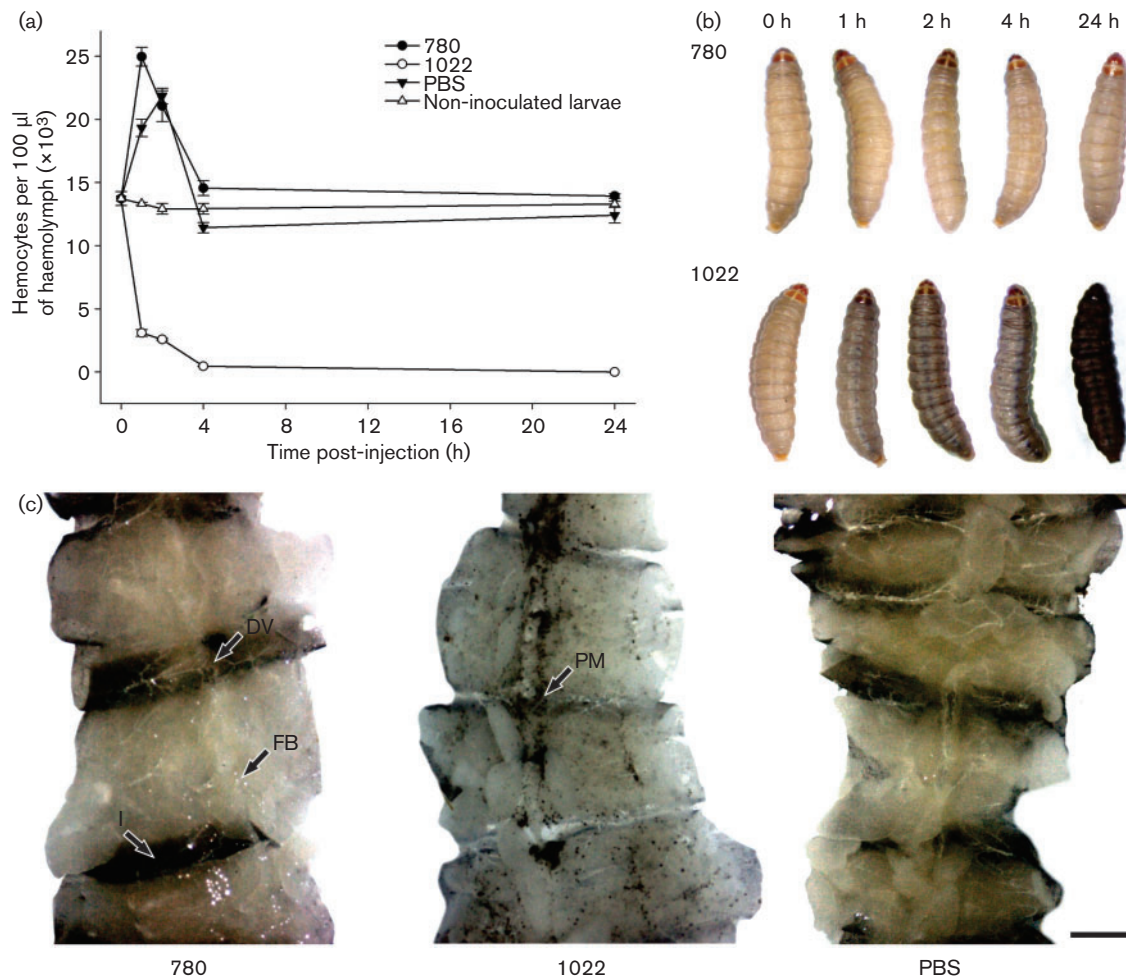 (a)
Hemocytes per 100 µl
of haemolymph (×10³)
25
20
15
10
5
0
0 4 8 12 16 20 24
Time post-injection (h)
780
1022
PBS
Non-inoculated larvae
(b)
0 h 1 h 2 h 4 h 24 h
780
1022
(c)
DV
FB
I
PM
780 1022 PBS